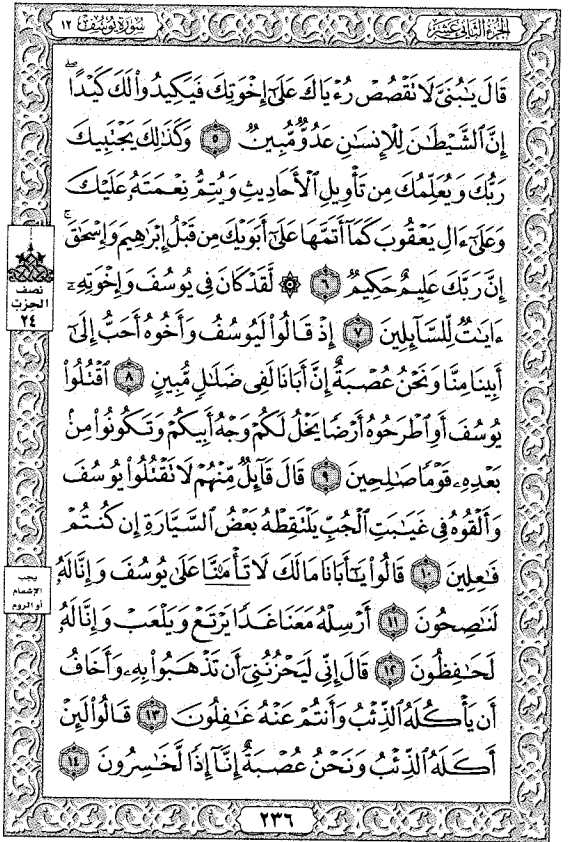 سورة يوسف ١٢
الجزء الثانى عشر
قَالَ يَٰبُنَىَّ لَا تَقْصُصْ رُءْيَاكَ عَلَىٰٓ إِخْوَتِكَ فَيَكِيدُوا۟ لَكَ كَيْدًا ۖ
إِنَّ ٱلشَّيْطَٰنَ لِلْإِنسَٰنِ عَدُوٌّ مُّبِينٌ ٥ وَكَذَٰلِكَ يَجْتَبِيكَ
رَبُّكَ وَيُعَلِّمُكَ مِن تَأْوِيلِ ٱلْأَحَادِيثِ وَيُتِمُّ نِعْمَتَهُۥ عَلَيْكَ
وَعَلَىٰٓ ءَالِ يَعْقُوبَ كَمَآ أَتَمَّهَا عَلَىٰٓ أَبَوَيْكَ مِن قَبْلُ إِبْرَٰهِيمَ وَإِسْحَٰقَ ۚ
إِنَّ رَبَّكَ عَلِيمٌ حَكِيمٌ ٦ ۞ لَّقَدْ كَانَ فِى يُوسُفَ وَإِخْوَتِهِۦٓ
ءَايَٰتٌ لِّلسَّآئِلِينَ ٧ إِذْ قَالُوا۟ لَيُوسُفُ وَأَخُوهُ أَحَبُّ إِلَىٰٓ
أَبِينَا مِنَّا وَنَحْنُ عُصْبَةٌ إِنَّ أَبَانَا لَفِى ضَلَٰلٍ مُّبِينٍ ٨ ٱقْتُلُوا۟
يُوسُفَ أَوِ ٱطْرَحُوهُ أَرْضًا يَخْلُ لَكُمْ وَجْهُ أَبِيكُمْ وَتَكُونُوا۟ مِنۢ
بَعْدِهِۦ قَوْمًا صَٰلِحِينَ ٩ قَالَ قَآئِلٌ مِّنْهُمْ لَا تَقْتُلُوا۟ يُوسُفَ
وَأَلْقُوهُ فِى غَيَٰبَتِ ٱلْجُبِّ يَلْتَقِطْهُ بَعْضُ ٱلسَّيَّارَةِ إِن كُنتُمْ
فَٰعِلِينَ ١٠ قَالُوا۟ يَٰٓأَبَانَا مَا لَكَ لَا تَأْمَ۫نَّا عَلَىٰ يُوسُفَ وَإِنَّا لَهُۥ
لَنَٰصِحُونَ ١١ أَرْسِلْهُ مَعَنَا غَدًا يَرْتَعْ وَيَلْعَبْ وَإِنَّا لَهُۥ
لَحَٰفِظُونَ ١٢ قَالَ إِنِّى لَيَحْزُنُنِىٓ أَن تَذْهَبُوا۟ بِهِۦ وَأَخَافُ
أَن يَأْكُلَهُ ٱلذِّئْبُ وَأَنتُمْ عَنْهُ غَٰفِلُونَ ١٣ قَالُوا۟ لَئِنْ
أَكَلَهُ ٱلذِّئْبُ وَنَحْنُ عُصْبَةٌ إِنَّآ إِذًا لَّخَٰسِرُونَ ١٤
نصف
الحزب
٢٤
يجب
الإشمام
أو الروم
٢٣٦